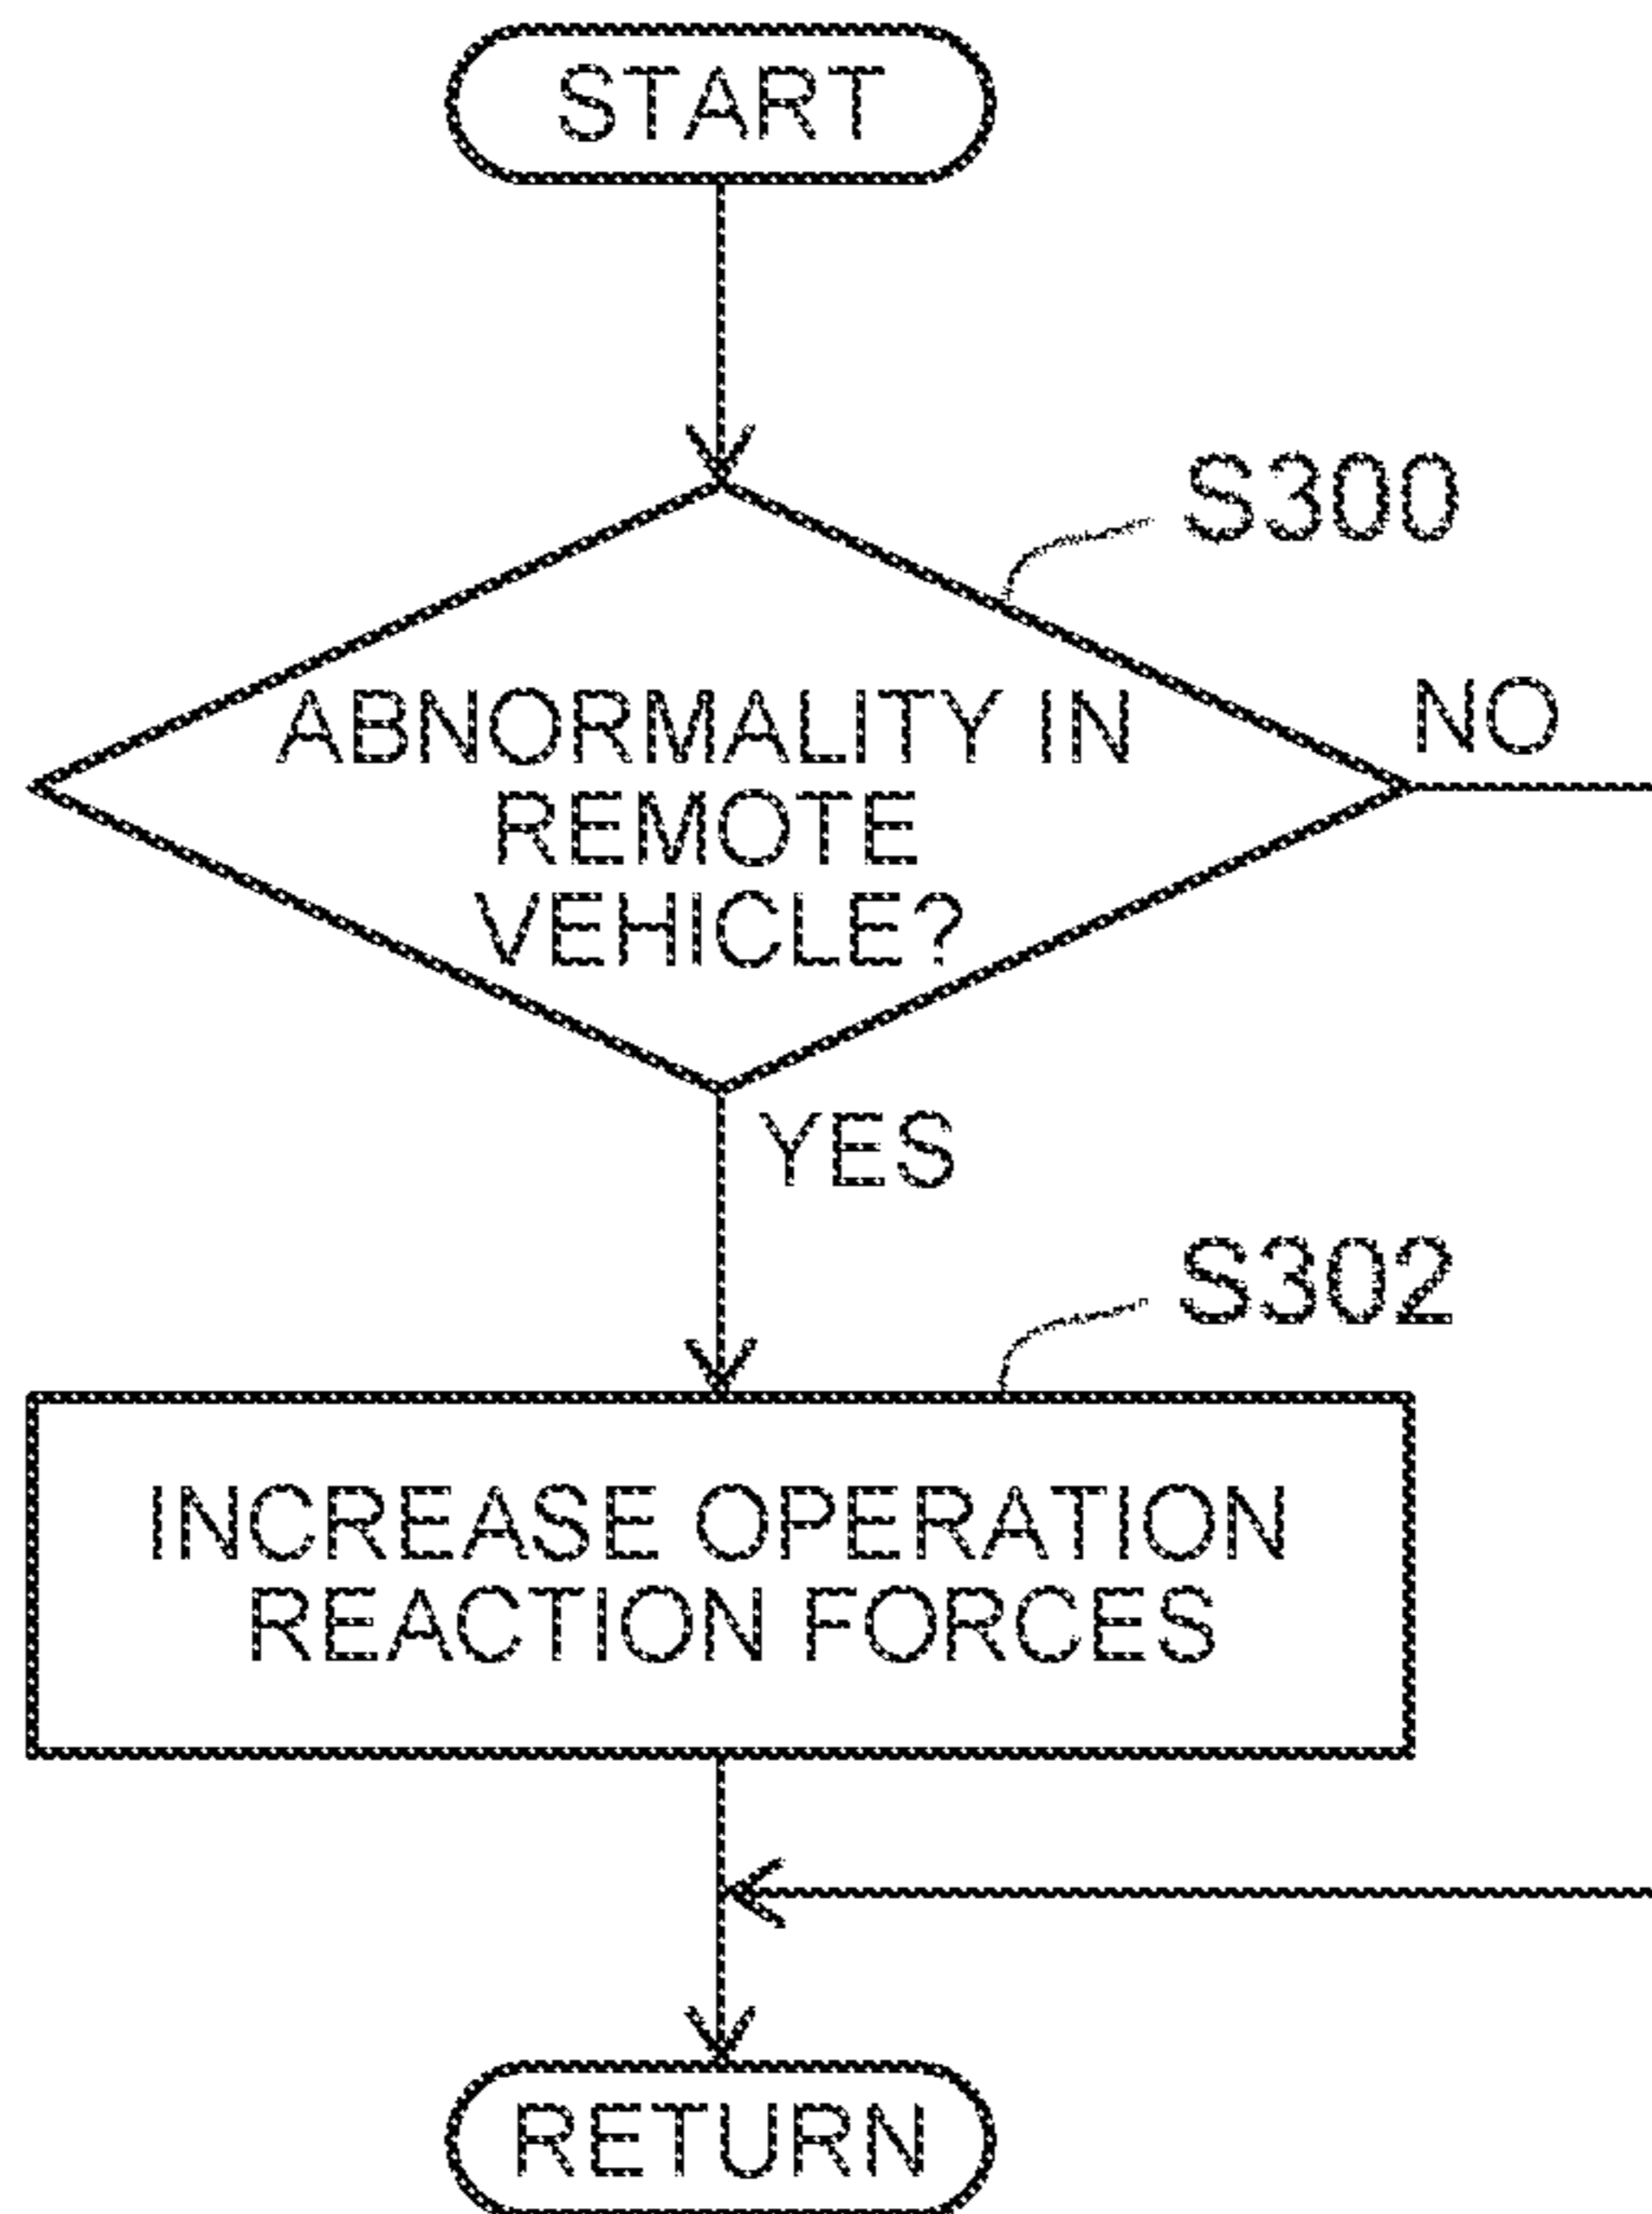 START
S300
ABNORMALITY IN
REMOTE
VEHICLE?
NO
YES
S302
INCREASE OPERATION
REACTION FORCES
RETURN